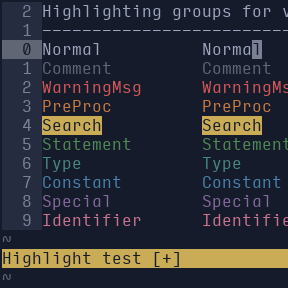 2 Highlighting groups for v
1 --------------------------
0 Normal Normal
1 Comment Comment
2 WarningMsg WarningMsg
3 PreProc PreProc
4 Search Search
5 Statement Statement
6 Type Type
7 Constant Constant
8 Special Special
9 Identifier Identifie
~
Highlight test [+]
~